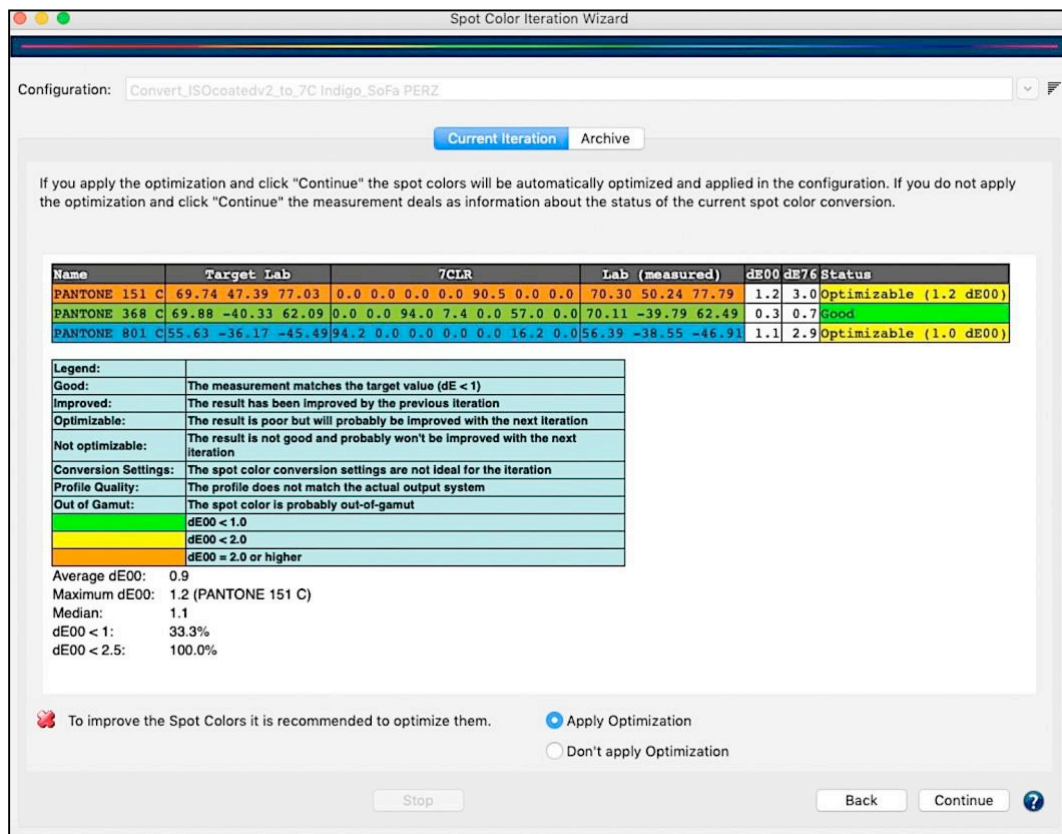 Spot Color Iteration Wizard
Configuration: Convert_ISOcoatedv2_to_7C Indigo_SoFa PERZ
Current Iteration Archive
If you apply the optimization and click "Continue" the spot colors will be automatically optimized and applied in the configuration. If you do not apply
the optimization and click "Continue" the measurement deals as information about the status of the current spot color conversion.
Name Target Lab 7CLR Lab (measured) dE00 dE76 Status
PANTONE 151 C 69.74 47.39 77.03 0.0 0.0 0.0 0.0 90.5 0.0 0.0 70.30 50.24 77.79 1.2 3.0 Optimizable (1.2 dE00)
PANTONE 368 C 69.88 -40.33 62.09 0.0 0.0 94.0 7.4 0.0 57.0 0.0 70.11 -39.79 62.49 0.3 0.7 Good
PANTONE 801 C 55.63 -36.17 -45.49 94.2 0.0 0.0 0.0 0.0 16.2 0.0 56.39 -38.55 -46.91 1.1 2.9 Optimizable (1.0 dE00)
Legend:
Good: The measurement matches the target value (dE < 1)
Improved: The result has been improved by the previous iteration
Optimizable: The result is poor but will probably be improved with the next iteration
Not optimizable: The result is not good and probably won't be improved with the next
iteration
Conversion Settings: The spot color conversion settings are not ideal for the iteration
Profile Quality: The profile does not match the actual output system
Out of Gamut: The spot color is probably out-of-gamut
dE00 < 1.0
dE00 < 2.0
dE00 = 2.0 or higher
Average dE00: 0.9
Maximum dE00: 1.2 (PANTONE 151 C)
Median: 1.1
dE00 < 1: 33.3%
dE00 < 2.5: 100.0%
To improve the Spot Colors it is recommended to optimize them. Apply Optimization
Don't apply Optimization
Stop Back Continue ?